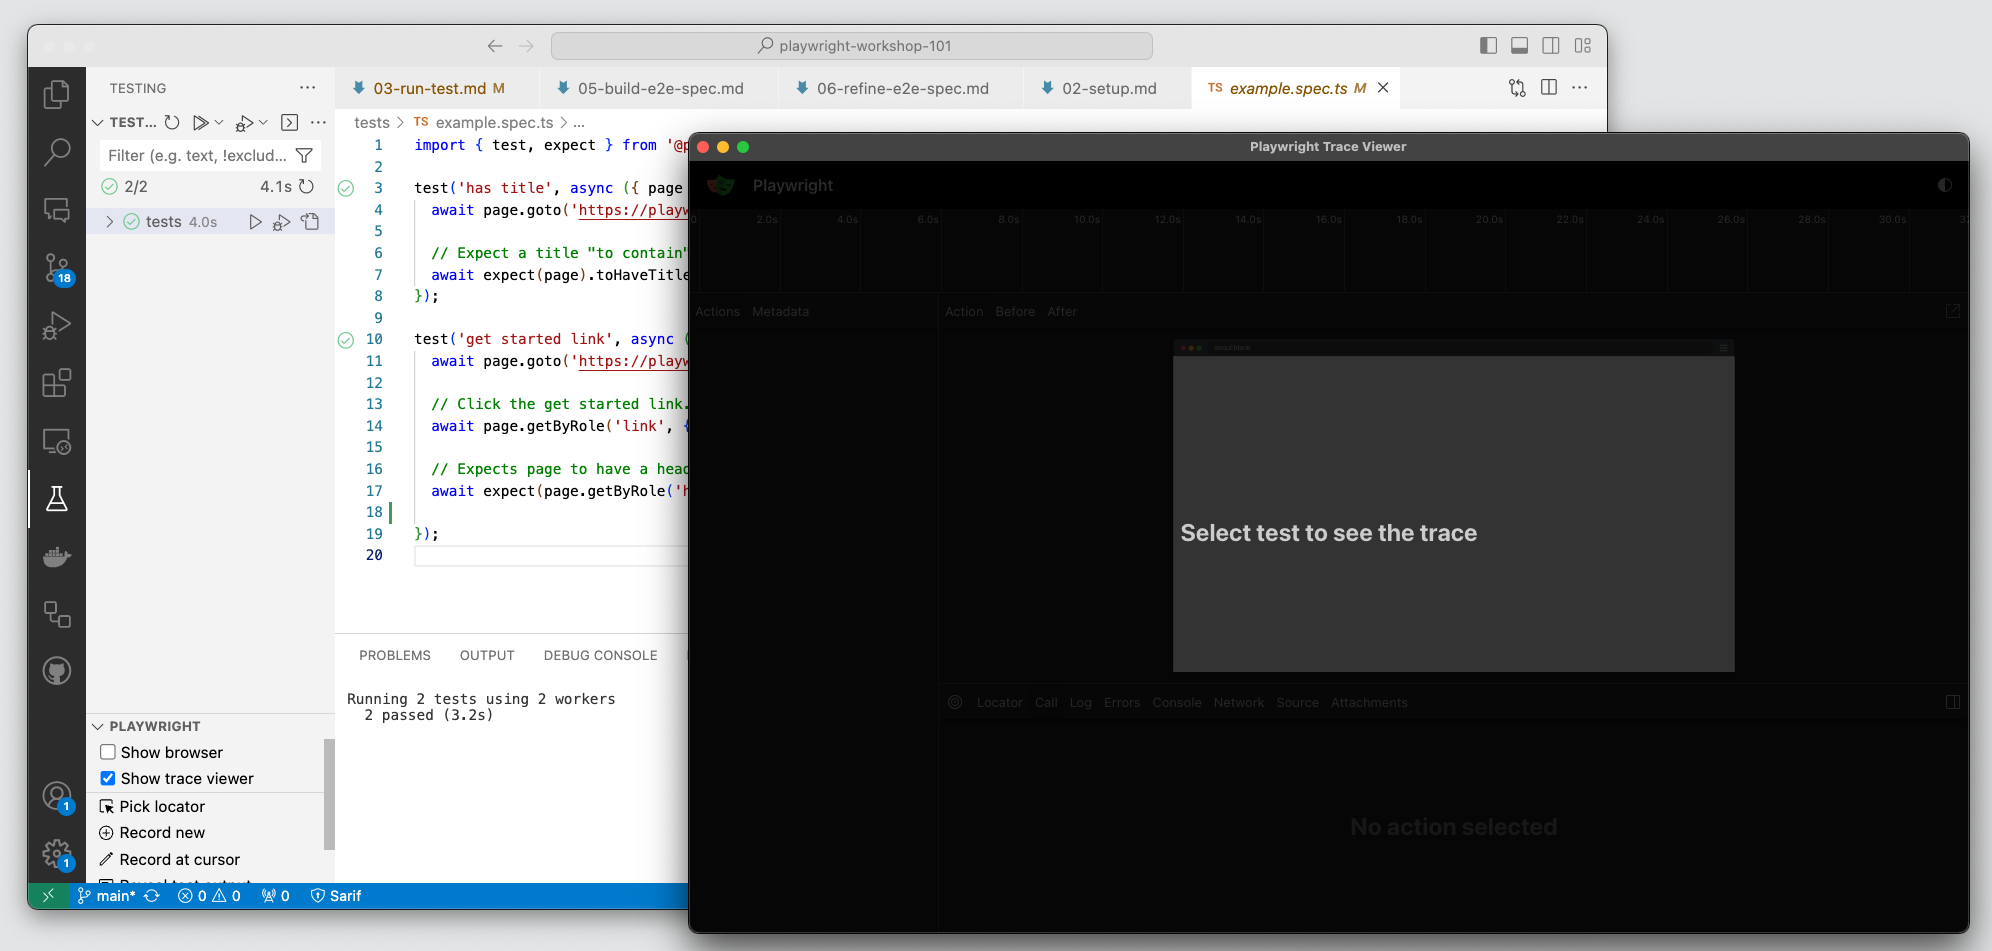 playwright-workshop-101
TESTING
03-run-test.md M
05-build-e2e-spec.md
06-refine-e2e-spec.md
02-setup.md
TS example.spec.ts M
TEST...
Filter (e.g. text, !exclud...
2/2
4.1s
tests 4.0s
18
tests > TS example.spec.ts > ...
1 import { test, expect } from '@p
2
3 test('has title', async ({ page
4 await page.goto('https://playw
5
6 // Expect a title "to contain"
7 await expect(page).toHaveTitle
8 });
9
10 test('get started link', async (
11 await page.goto('https://playw
12
13 // Click the get started link.
14 await page.getByRole('link', {
15
16 // Expects page to have a head
17 await expect(page.getByRole('h
18
19 });
20
PROBLEMS OUTPUT DEBUG CONSOLE
Running 2 tests using 2 workers
2 passed (3.2s)
PLAYWRIGHT
Show browser
Show trace viewer
Pick locator
Record new
Record at cursor
1
1
main*
0
0
0
Sarif
Playwright Trace Viewer
Playwright
0 2.0s 4.0s 6.0s 8.0s 10.0s 12.0s 14.0s 16.0s 18.0s 20.0s 22.0s 24.0s 26.0s 28.0s 30.0s
Actions Metadata
Action Before After
about:blank
Select test to see the trace
Locator Call Log Errors Console Network Source Attachments
No action selected